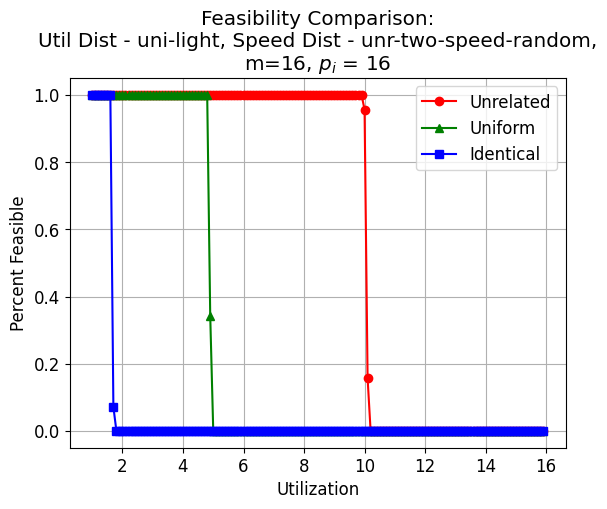 Feasibility Comparison:
Util Dist - uni-light, Speed Dist - unr-two-speed-random,
m=16, pᵢ = 16
Percent Feasible
1.0
0.8
0.6
0.4
0.2
0.0
Unrelated
Uniform
Identical
2 4 6 8 10 12 14 16
Utilization